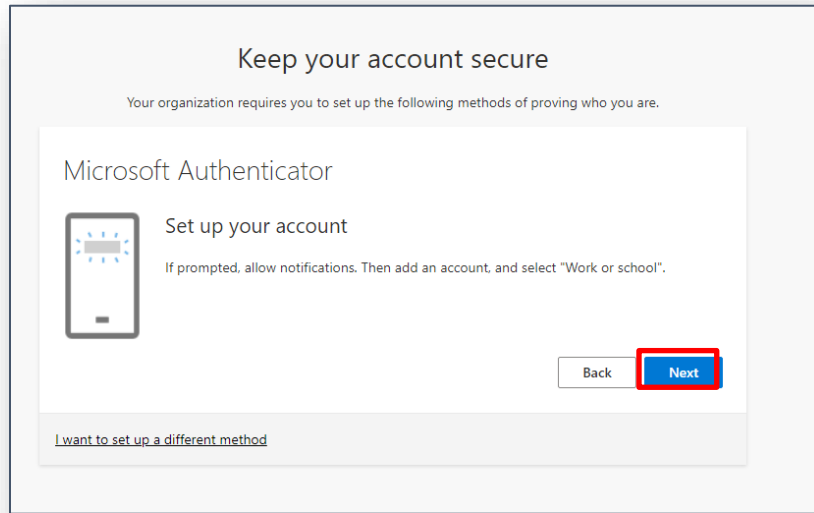 Keep your account secure
Your organization requires you to set up the following methods of proving who you are.
Microsoft Authenticator
Set up your account
If prompted, allow notifications. Then add an account, and select "Work or school".
Back
Next
I want to set up a different method